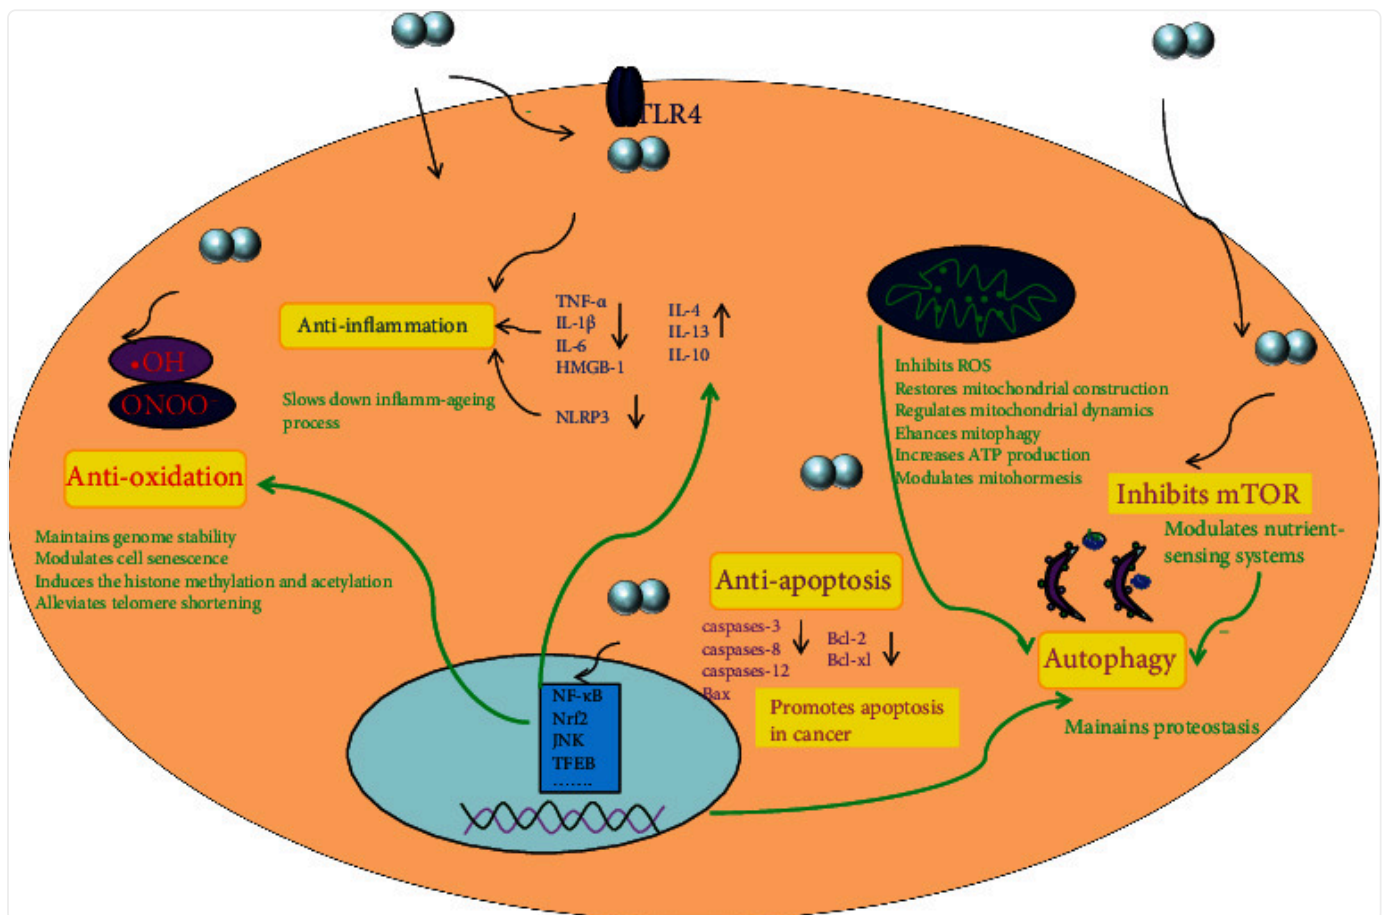 TLR4
•OH
ONOO⁻
Anti-oxidation
Maintains genome stability
Modulates cell senescence
Induces the histone methylation and acetylation
Alleviates telomere shortening
Anti-inflammation
Slows down inflamm-ageing
process
TNF-α
IL-1β
IL-6
HMGB-1
NLRP3
IL-4
IL-13
IL-10
Inhibits ROS
Restores mitochondrial construction
Regulates mitochondrial dynamics
Ehances mitophagy
Increases ATP production
Modulates mitohormesis
Inhibits mTOR
Modulates nutrient-
sensing systems
Anti-apoptosis
caspases-3
caspases-8
caspases-12
Bax
Bcl-2
Bcl-xl
Promotes apoptosis
in cancer
Autophagy
Mainains proteostasis
NF-κB
Nrf2
JNK
TFEB
.......